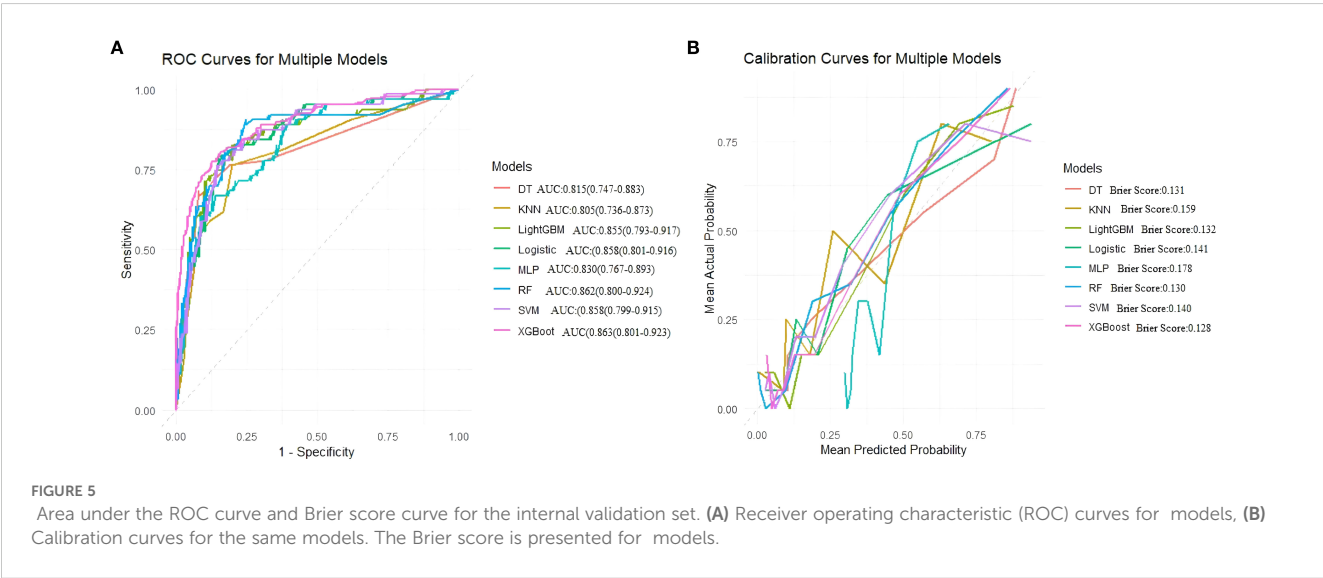 A
ROC Curves for Multiple Models
1.00
0.75
0.50
0.25
0.00
Sensitivity
0.00 0.25 0.50 0.75 1.00
1 - Specificity
Models
DT AUC:0.815(0.747-0.883)
KNN AUC:0.805(0.736-0.873)
LightGBM AUC:0.855(0.793-0.917)
Logistic AUC:(0.858(0.801-0.916)
MLP AUC:0.830(0.767-0.893)
RF AUC:0.862(0.800-0.924)
SVM AUC:(0.858(0.799-0.915)
XGBoot AUC(0.863(0.801-0.923)
B
Calibration Curves for Multiple Models
0.75
0.50
0.25
0.00
Mean Actual Probability
0.00 0.25 0.50 0.75
Mean Predicted Probability
Models
DT Brier Score:0.131
KNN Brier Score:0.159
LightGBM Brier Score:0.132
Logistic Brier Score:0.141
MLP Brier Score:0.178
RF Brier Score:0.130
SVM Brier Score:0.140
XGBoost Brier Score:0.128
FIGURE 5
Area under the ROC curve and Brier score curve for the internal validation set. (A) Receiver operating characteristic (ROC) curves for models, (B)
Calibration curves for the same models. The Brier score is presented for models.